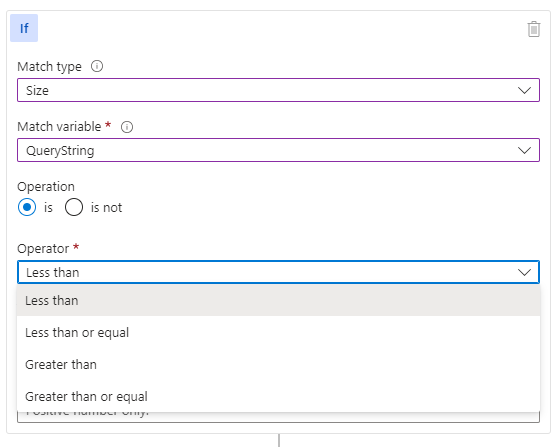 If
Match type
Size
Match variable *
QueryString
Operation
is is not
Operator *
Less than
Less than
Less than or equal
Greater than
Greater than or equal
Positive number only.